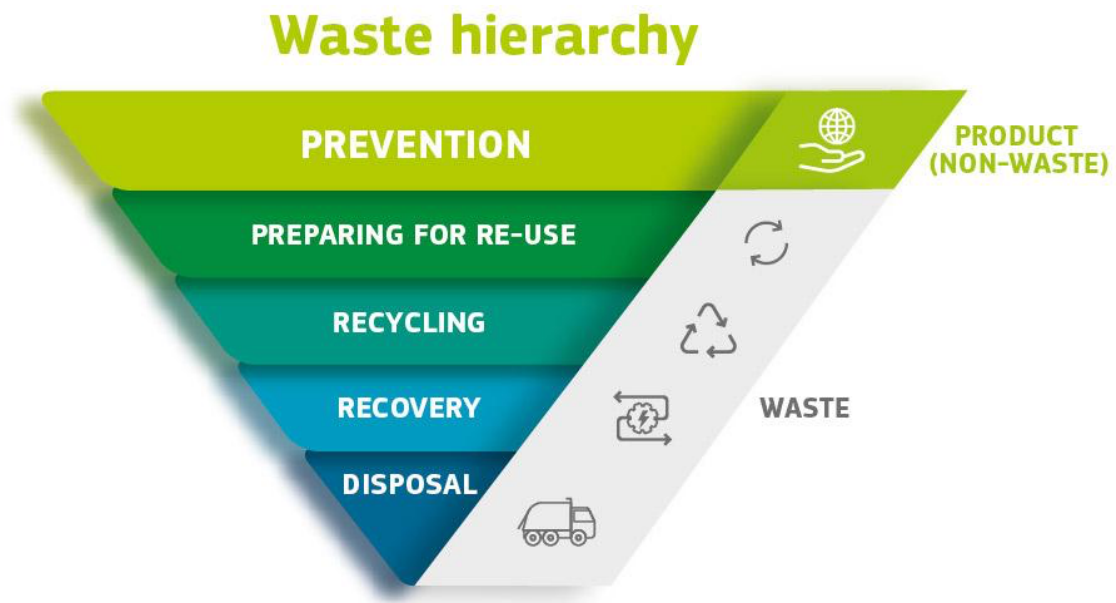 Waste hierarchy
PREVENTION
PRODUCT
(NON-WASTE)
PREPARING FOR RE-USE
RECYCLING
RECOVERY
WASTE
DISPOSAL